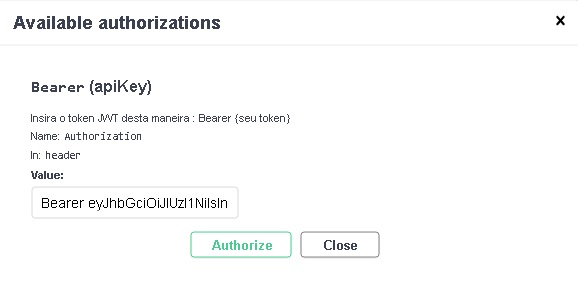 Available authorizations
×
Bearer (apiKey)
Insira o token JWT desta maneira : Bearer {seu token}
Name: Authorization
In: header
Value:
Bearer eyJhbGciOiJIUzI1NiIsIn
Authorize Close